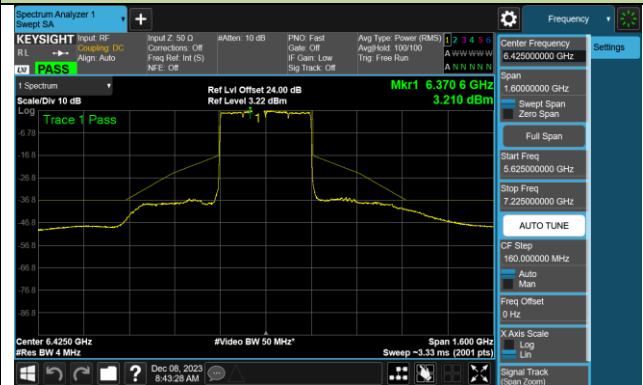 Spectrum Analyzer 1
Swept SA
Frequency
KEYSIGHT
Input: RF
Coupling: DC
Align: Auto
Input Z: 50 Ω
Corrections: Off
Freq Ref: Int (S)
NFE: Off
#Atten: 10 dB
PNO: Fast
Gate: Off
IF Gain: Low
Sig Track: Off
Avg Type: Power (RMS)
Avg|Hold: 100/100
Trig: Free Run
1 2 3 4 5 6
A W W W W W
A N N N N N
RL
LXI
PASS
1 Spectrum
Scale/Div 10 dB
Ref Lvl Offset 24.00 dB
Ref Level 3.22 dBm
Mkr1 6.370 6 GHz
3.210 dBm
Log
Trace 1 Pass
1
-6.78
-16.8
-26.8
-36.8
-46.8
-56.8
-66.8
-76.8
-86.8
Center 6.4250 GHz
#Res BW 4 MHz
#Video BW 50 MHz*
Span 1.600 GHz
Sweep ~3.33 ms (2001 pts)
Center Frequency
6.425000000 GHz
Settings
Span
1.60000000 GHz
Swept Span
Zero Span
Full Span
Start Freq
5.625000000 GHz
Stop Freq
7.225000000 GHz
AUTO TUNE
CF Step
160.000000 MHz
Auto
Man
Freq Offset
0 Hz
X Axis Scale
Log
Lin
Signal Track
(Span Zoom)
?
Dec 08, 2023
8:43:28 AM